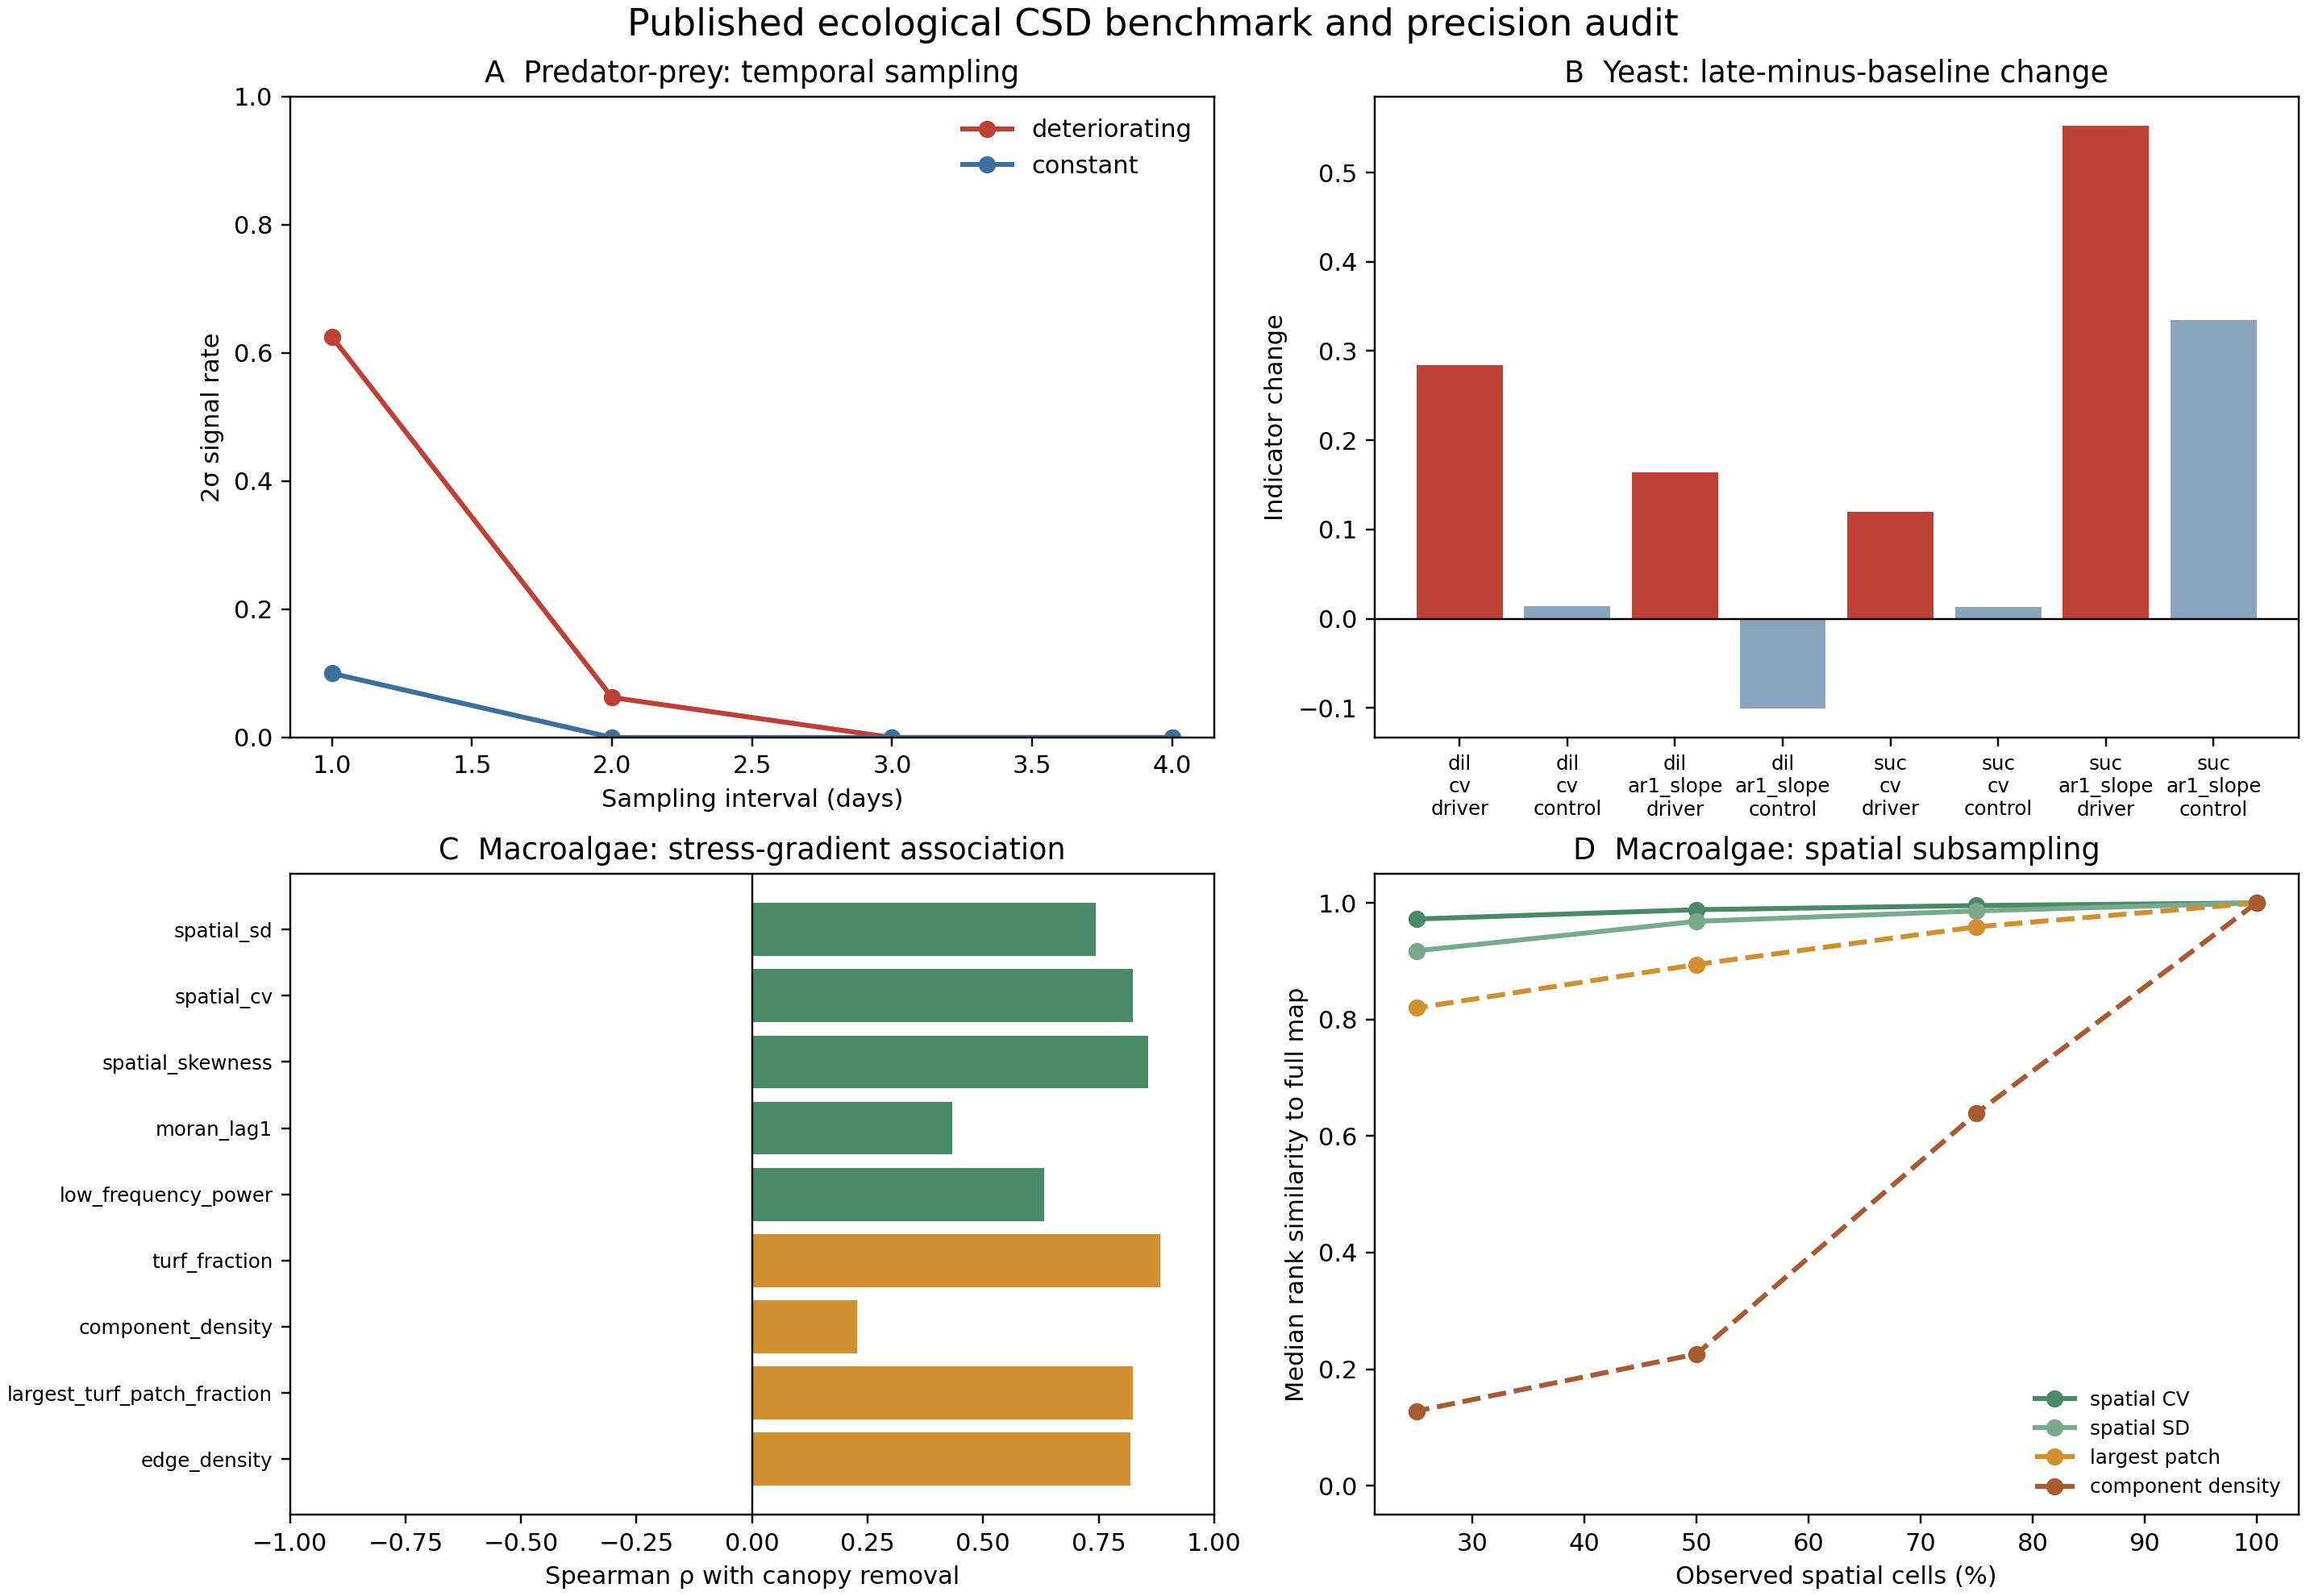 Published ecological CSD benchmark and precision audit
A  Predator-prey: temporal sampling
1.0
0.8
0.6
0.4
0.2
0.0
2σ signal rate
deteriorating
constant
1.0 1.5 2.0 2.5 3.0 3.5 4.0
Sampling interval (days)
B  Yeast: late-minus-baseline change
0.5
0.4
0.3
0.2
0.1
0.0
−0.1
Indicator change
dil dil dil dil suc suc suc suc
cv cv ar1_slope ar1_slope cv cv ar1_slope ar1_slope
driver control driver control driver control driver control
C  Macroalgae: stress-gradient association
spatial_sd
spatial_cv
spatial_skewness
moran_lag1
low_frequency_power
turf_fraction
component_density
largest_turf_patch_fraction
edge_density
−1.00 −0.75 −0.50 −0.25 0.00 0.25 0.50 0.75 1.00
Spearman ρ with canopy removal
D  Macroalgae: spatial subsampling
1.0
0.8
0.6
0.4
0.2
0.0
Median rank similarity to full map
spatial CV
spatial SD
largest patch
component density
30 40 50 60 70 80 90 100
Observed spatial cells (%)